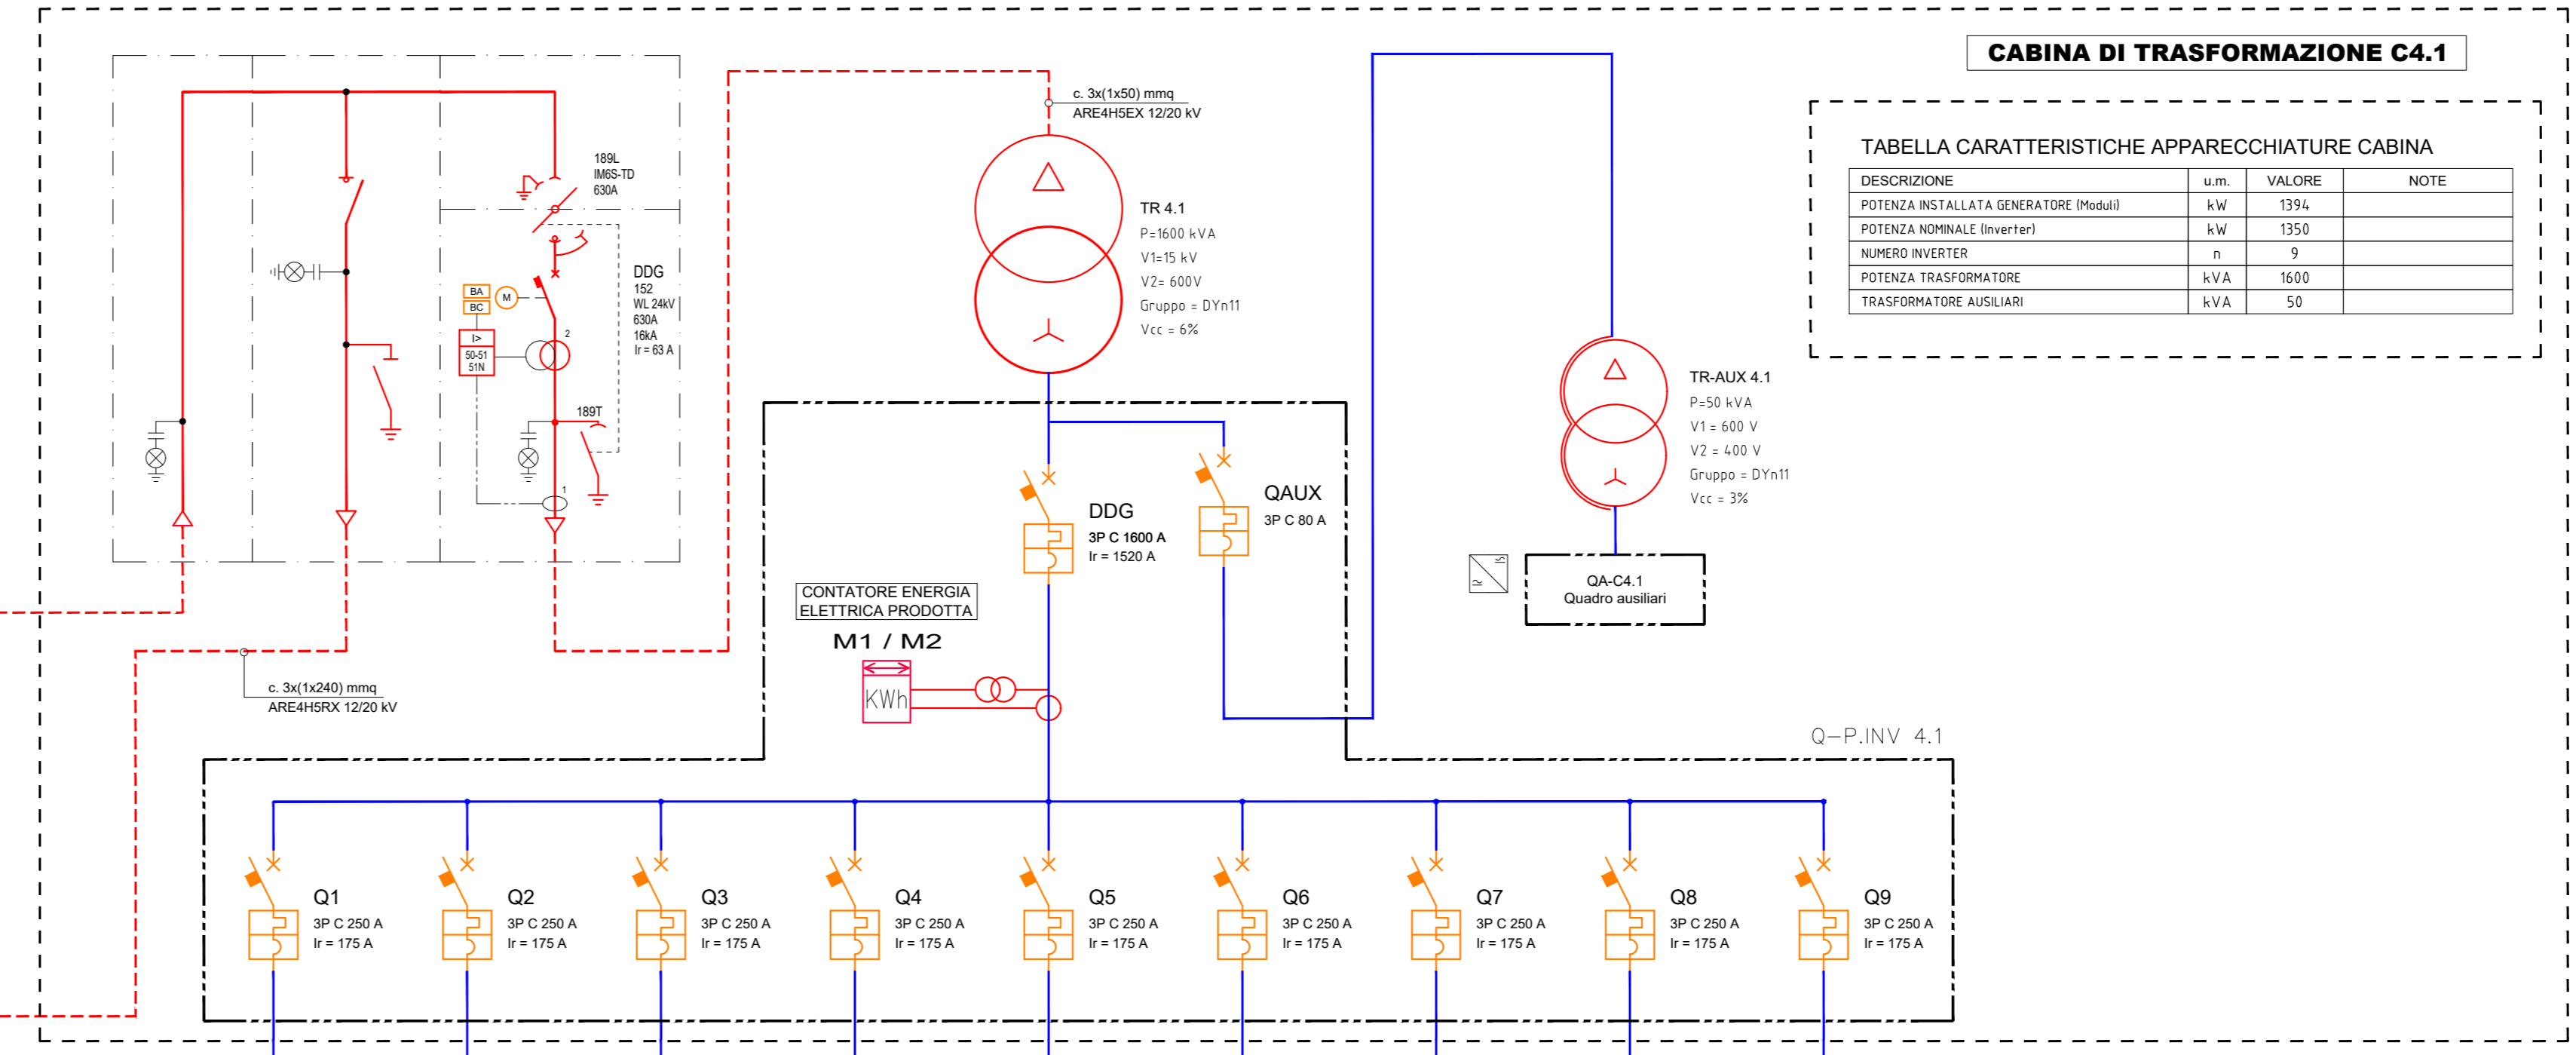 CABINA DI TRASFORMAZIONE C4.1
TABELLA CARATTERISTICHE APPARECCHIATURE CABINA
DESCRIZIONE u.m. VALORE NOTE
POTENZA INSTALLATA GENERATORE (Moduli) kW 1394
POTENZA NOMINALE (Inverter) kW 1350
NUMERO INVERTER n 9
POTENZA TRASFORMATORE kVA 1600
TRASFORMATORE AUSILIARI kVA 50
c. 3x(1x50) mmq
ARE4H5EX 12/20 kV
189L
IM6S-TD
630A
DDG
152
WL 24kV
630A
16kA
Ir = 63 A
BA
BC
M
I>
50-51
51N
2
189T
1
TR 4.1
P=1600 kVA
V1=15 kV
V2= 600V
Gruppo = DYn11
Vcc = 6%
TR-AUX 4.1
P=50 kVA
V1 = 600 V
V2 = 400 V
Gruppo = DYn11
Vcc = 3%
DDG
3P C 1600 A
Ir = 1520 A
QAUX
3P C 80 A
QA-C4.1
Quadro ausiliari
CONTATORE ENERGIA
ELETTRICA PRODOTTA
M1 / M2
KWh
c. 3x(1x240) mmq
ARE4H5RX 12/20 kV
Q-P.INV 4.1
Q1
3P C 250 A
Ir = 175 A
Q2
3P C 250 A
Ir = 175 A
Q3
3P C 250 A
Ir = 175 A
Q4
3P C 250 A
Ir = 175 A
Q5
3P C 250 A
Ir = 175 A
Q6
3P C 250 A
Ir = 175 A
Q7
3P C 250 A
Ir = 175 A
Q8
3P C 250 A
Ir = 175 A
Q9
3P C 250 A
Ir = 175 A